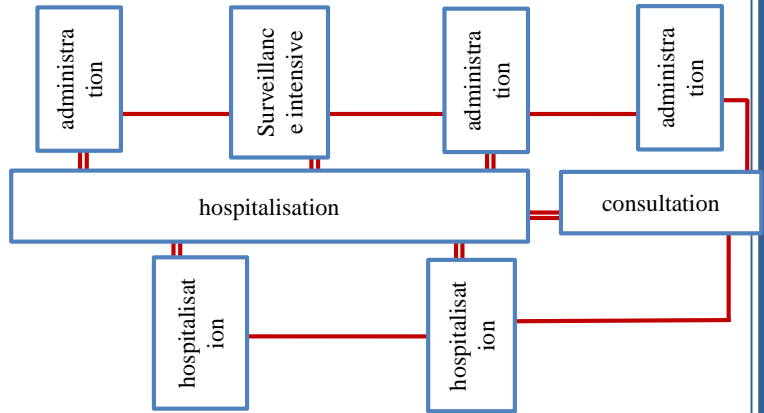 administra
tion
Surveillanc
e intensive
administra
tion
administra
tion
hospitalisation
consultation
hospitalisat
ion
hospitalisat
ion